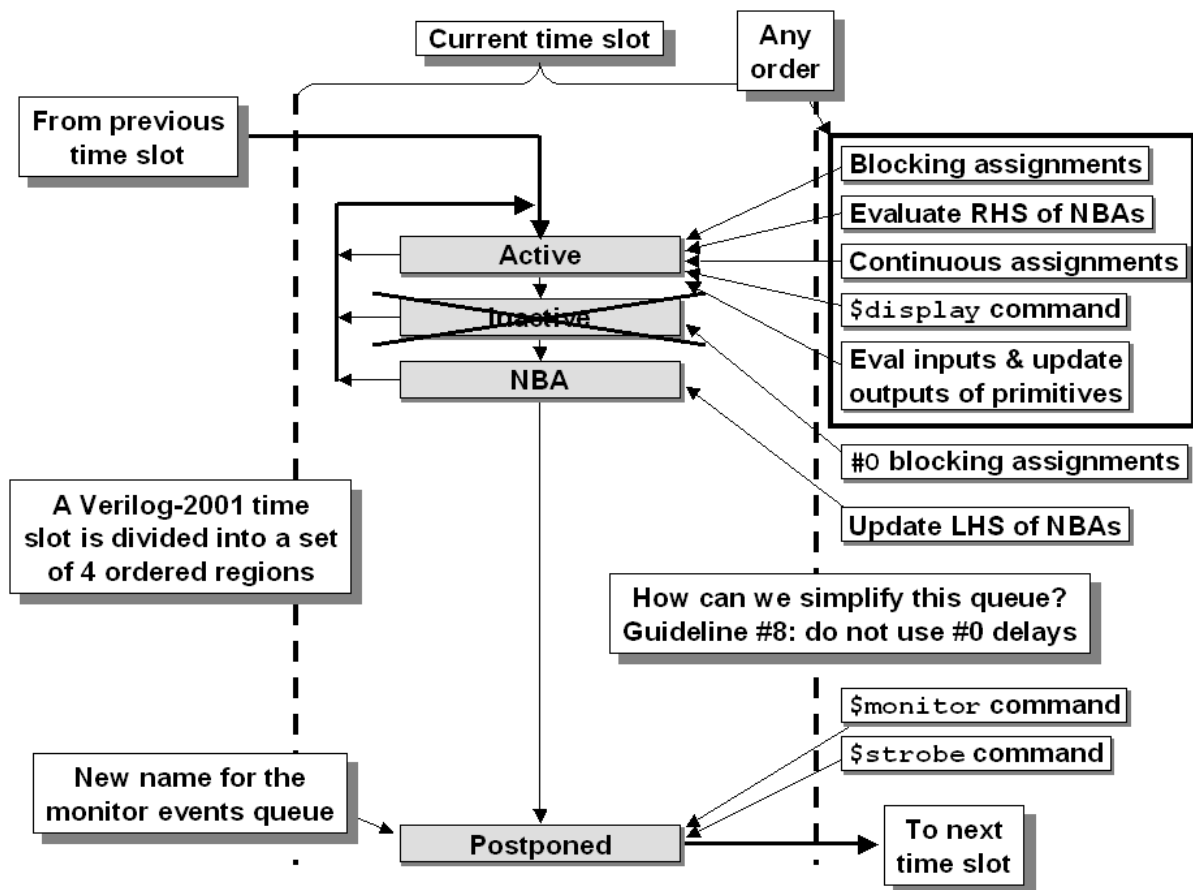 Current time slot
Any
order
From previous
time slot
Blocking assignments
Evaluate RHS of NBAs
Continuous assignments
$display command
Eval inputs & update
outputs of primitives
Active
Inactive
NBA
#0 blocking assignments
Update LHS of NBAs
A Verilog-2001 time
slot is divided into a set
of 4 ordered regions
How can we simplify this queue?
Guideline #8: do not use #0 delays
$monitor command
$strobe command
New name for the
monitor events queue
Postponed
To next
time slot